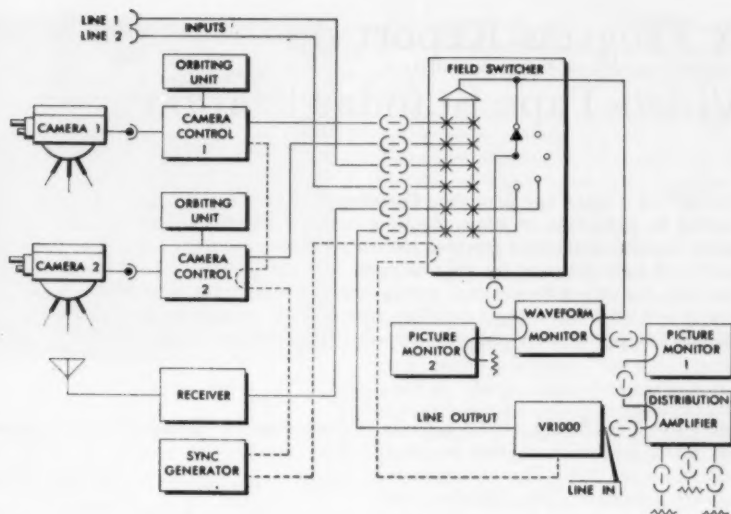 LINE 1
LINE 2
INPUTS
ORBITING
UNIT
FIELD SWITCHER
CAMERA 1
CAMERA
CONTROL
1
ORBITING
UNIT
CAMERA 2
CAMERA
CONTROL
2
WAVEFORM
MONITOR
PICTURE
MONITOR
2
PICTURE
MONITOR
1
RECEIVER
DISTRIBUTION
AMPLIFIER
LINE OUTPUT
VR1000
SYNC
GENERATOR
LINE IN